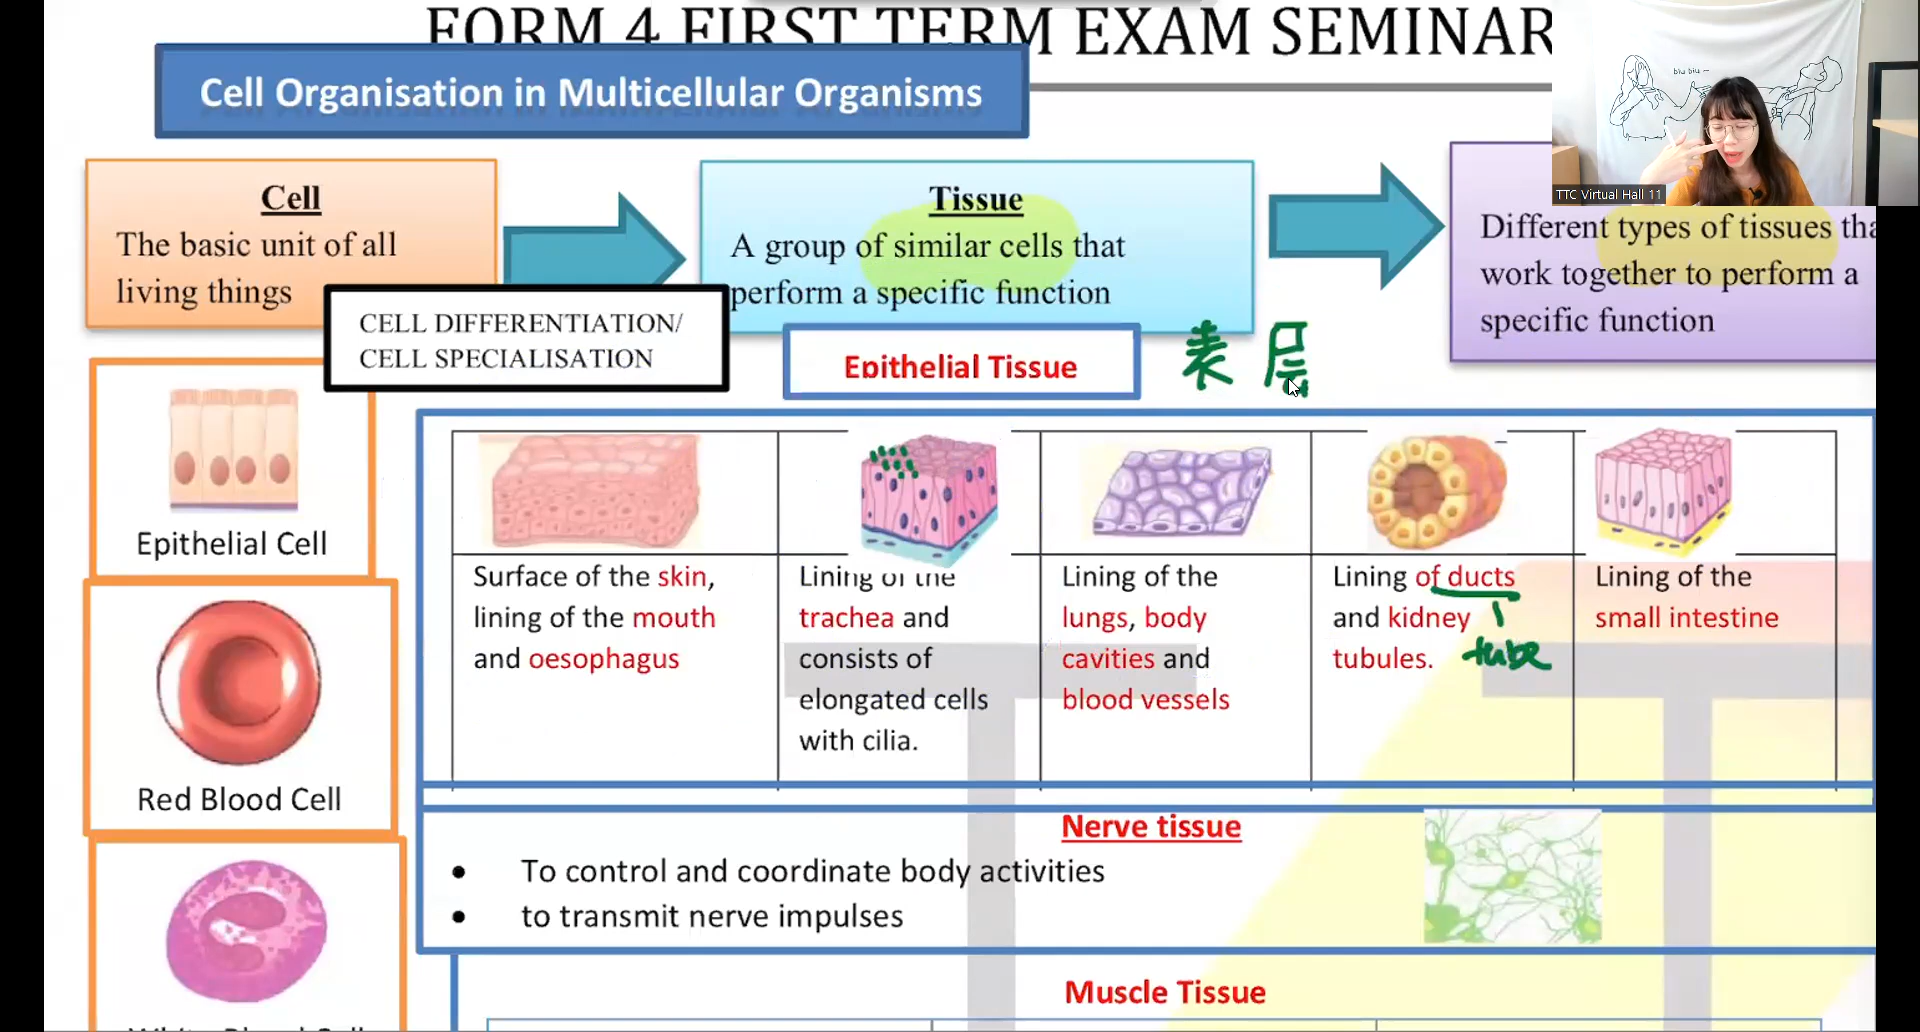 FORM 4 FIRST TERM EXAM SEMINAR
Cell Organisation in Multicellular Organisms
blu blu ~
TTC Virtual Hall 11
Cell
The basic unit of all
living things
CELL DIFFERENTIATION/
CELL SPECIALISATION
Tissue
A group of similar cells that
perform a specific function
Different types of tissues tha
work together to perform a
specific function
Epithelial Tissue
表层
Epithelial Cell
Red Blood Cell
Surface of the skin,
lining of the mouth
and oesophagus
Lining of the
trachea and
consists of
elongated cells
with cilia.
Lining of the
lungs, body
cavities and
blood vessels
Lining of ducts
and kidney
tubules.
tube
Lining of the
small intestine
Nerve tissue
• To control and coordinate body activities
• to transmit nerve impulses
Muscle Tissue